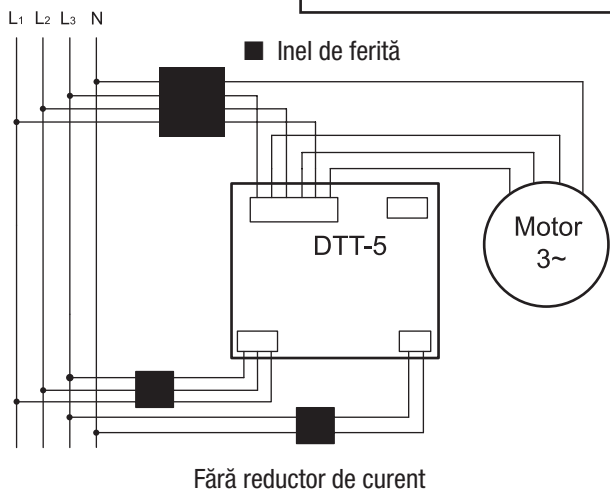 L1 L2 L3 N
■ Inel de ferită
DTT-5
Motor
3~
Fără reductor de curent